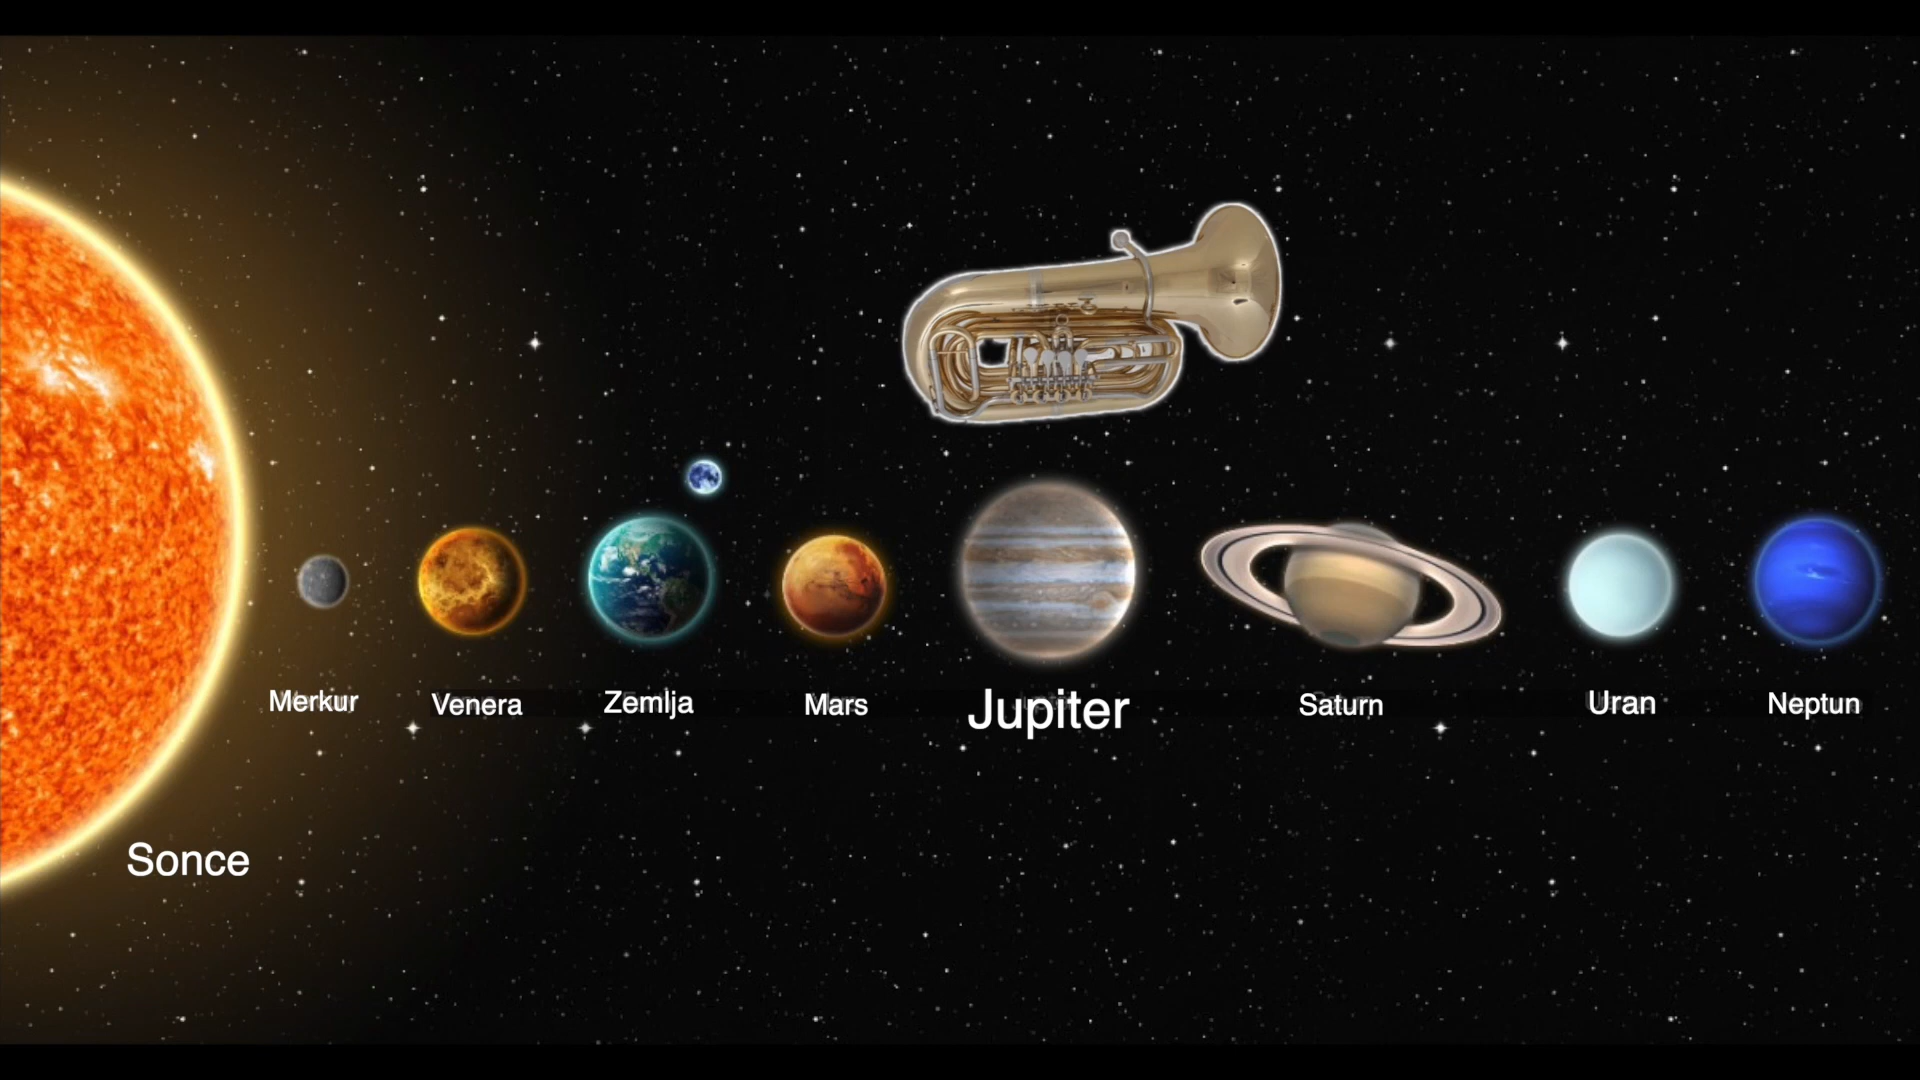 Merkur
Venera
Zemlja
Mars
Jupiter
Saturn
Uran
Neptun
Sonce